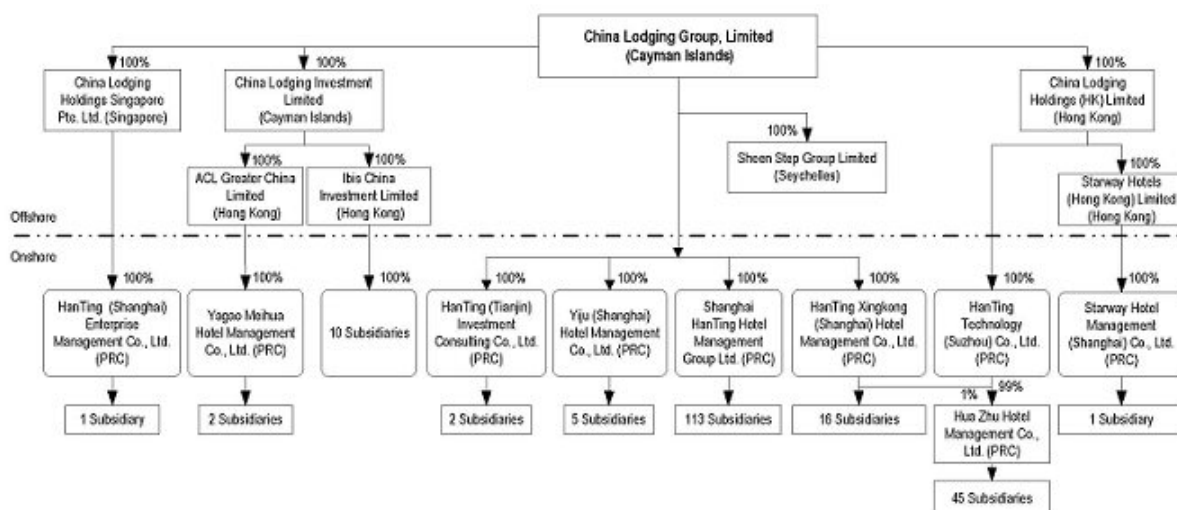 China Lodging Group, Limited
(Cayman Islands)
100%
100%
100%
China Lodging
Holdings Singapore
Pte. Ltd. (Singapore)
China Lodging Investment
Limited
(Cayman Islands)
China Lodging
Holdings (HK) Limited
(Hong Kong)
100%
Sheen Step Group Limited
(Seychelles)
100%
100%
100%
ACL Greater China
Limited
(Hong Kong)
Ibis China
Investment Limited
(Hong Kong)
Starway Hotels
(Hong Kong) Limited
(Hong Kong)
Offshore
Onshore
100%
100%
100%
100%
100%
100%
100%
100%
100%
HanTing (Shanghai)
Enterprise
Management Co., Ltd.
(PRC)
Yagao Meihua
Hotel Management
Co., Ltd. (PRC)
10 Subsidiaries
HanTing (Tianjin)
Investment
Consulting Co., Ltd.
(PRC)
Yiju (Shanghai)
Hotel Management
Co., Ltd. (PRC)
Shanghai
HanTing Hotel
Management
Group Ltd. (PRC)
HanTing Xingkong
(Shanghai) Hotel
Management Co., Ltd.
(PRC)
HanTing
Technology
(Suzhou) Co., Ltd.
(PRC)
Starway Hotel
Management
(Shanghai) Co., Ltd.
(PRC)
1%
99%
1 Subsidiary
2 Subsidiaries
2 Subsidiaries
5 Subsidiaries
113 Subsidiaries
16 Subsidiaries
Hua Zhu Hotel
Management Co.,
Ltd. (PRC)
1 Subsidiary
45 Subsidiaries